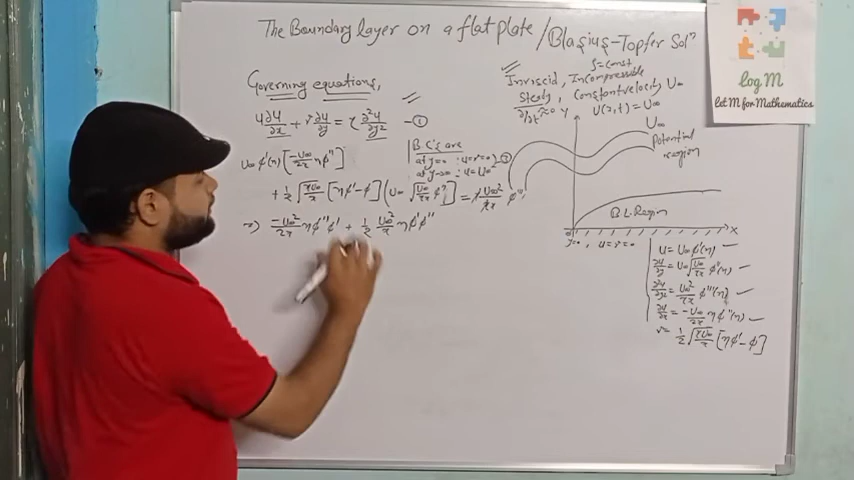 The Boundary layer on a flat plate / Blasius-Topfer Solⁿ
Governing equations,
u ∂u/∂x + v ∂u/∂y = ν ∂²u/∂y² — ①
B.C's are
at y=0 : u=v=0
at y→∞ : u=U∞
U∞ φ'(η) [-U∞/2x η φ'']
+ 1/2 √(νU∞/x) [ηφ'-φ] (U∞ √(U∞/νx) φ'') = ν U∞²/νx φ'''
⇒ -U∞²/2x η φ''φ' + 1/2 U∞²/x η φ'φ''
ρ=const
Inviscid, Incompressible
Steady, Constant velocity U∞
∂/∂t ≈ 0
U(x,t) = U∞
y
U∞
Potential
region
B.L. Region
x
y=0, u=v=0
u = U∞ φ'(η)
∂u/∂y = U∞ √(U∞/νx) φ''(η)
∂²u/∂y² = U∞²/νx φ'''(η)
∂u/∂x = -U∞/2x η φ''(η)
v = 1/2 √(νU∞/x) [ηφ'-φ]
log M
let M for Mathematics